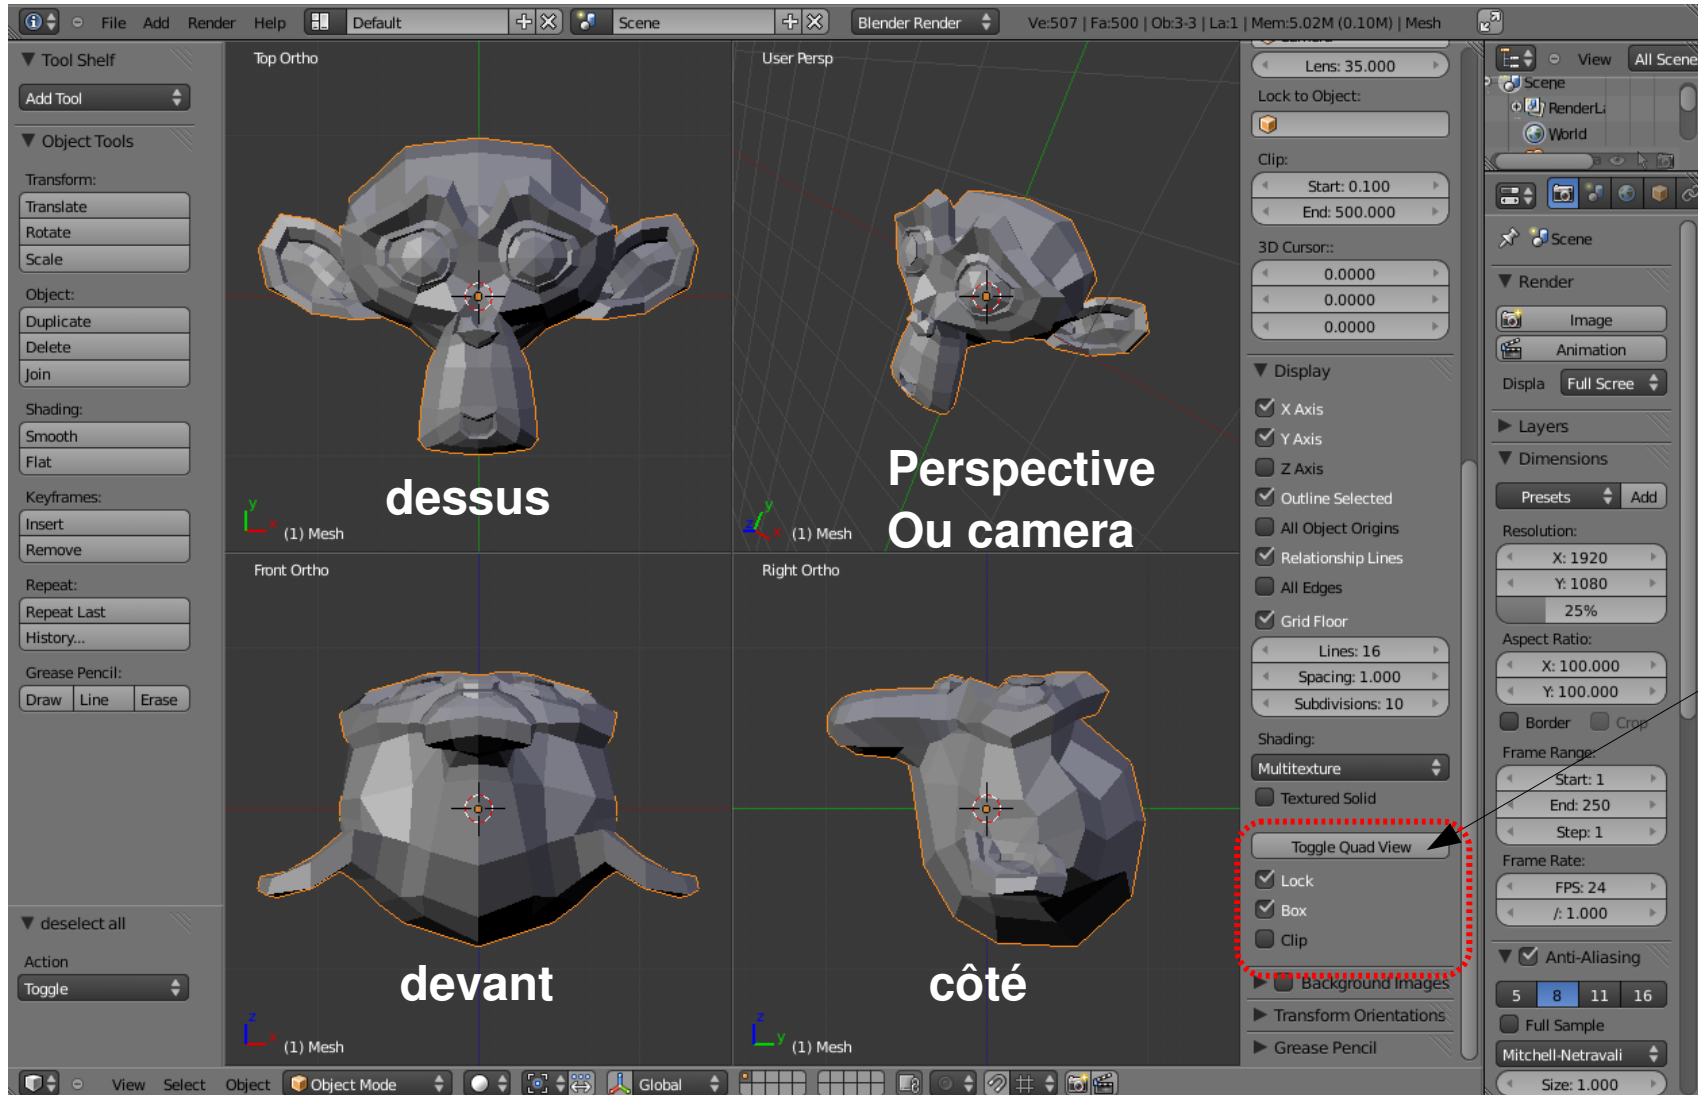 File Add Render Help Default Scene Blender Render Ve:507 | Fa:500 | Ob:3-3 | La:1 | Mem:5.02M (0.10M) | Mesh
Tool Shelf
Add Tool
Object Tools
Transform:
Translate
Rotate
Scale
Object:
Duplicate
Delete
Join
Shading:
Smooth
Flat
Keyframes:
Insert
Remove
Repeat:
Repeat Last
History...
Grease Pencil:
Draw Line Erase
deselect all
Action
Toggle
Top Ortho
dessus
y
x
(1) Mesh
User Persp
Perspective
Ou camera
y
z x
(1) Mesh
Front Ortho
devant
z
x
(1) Mesh
Right Ortho
côté
z
y
(1) Mesh
Lens: 35.000
Lock to Object:
Clip:
Start: 0.100
End: 500.000
3D Cursor::
0.0000
0.0000
0.0000
Display
X Axis
Y Axis
Z Axis
Outline Selected
All Object Origins
Relationship Lines
All Edges
Grid Floor
Lines: 16
Spacing: 1.000
Subdivisions: 10
Shading:
Multitexture
Textured Solid
Toggle Quad View
Lock
Box
Clip
Background Images
Transform Orientations
Grease Pencil
View All Scene
Scene
RenderLa
World
Scene
Render
Image
Animation
Displa Full Scree
Layers
Dimensions
Presets Add
Resolution:
X: 1920
Y: 1080
25%
Aspect Ratio:
X: 100.000
Y: 100.000
Border Crop
Frame Range:
Start: 1
End: 250
Step: 1
Frame Rate:
FPS: 24
/: 1.000
Anti-Aliasing
5 8 11 16
Full Sample
Mitchell-Netravali
Size: 1.000
View Select Object Object Mode Global